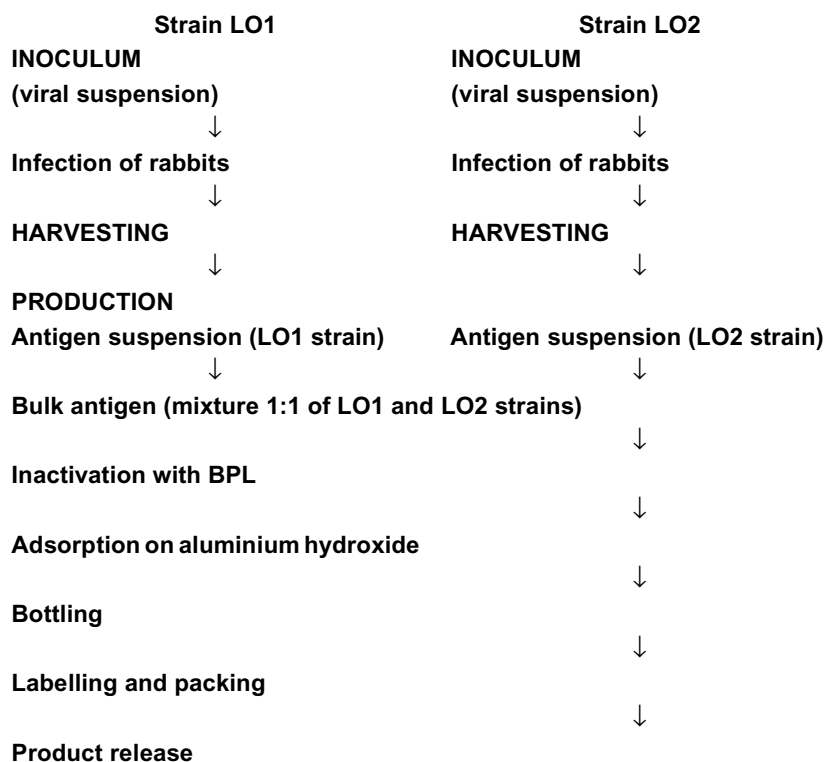 Strain LO1 Strain LO2
INOCULUM INOCULUM
(viral suspension) (viral suspension)
↓ ↓
Infection of rabbits Infection of rabbits
↓ ↓
HARVESTING HARVESTING
↓ ↓
PRODUCTION
Antigen suspension (LO1 strain) Antigen suspension (LO2 strain)
↓ ↓
Bulk antigen (mixture 1:1 of LO1 and LO2 strains)
↓
Inactivation with BPL
↓
Adsorption on aluminium hydroxide
↓
Bottling
↓
Labelling and packing
↓
Product release